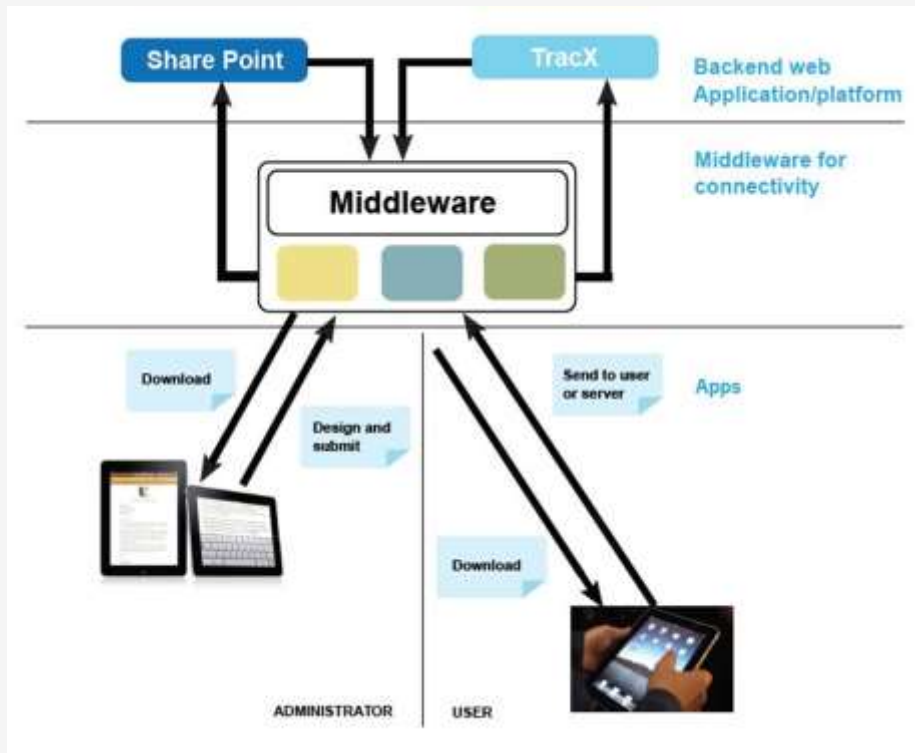 Share Point
TracX
Backend web
Application/platform
Middleware for
connectivity
Middleware
Download
Send to user
or server
Apps
Design and
submit
Download
ADMINISTRATOR
USER